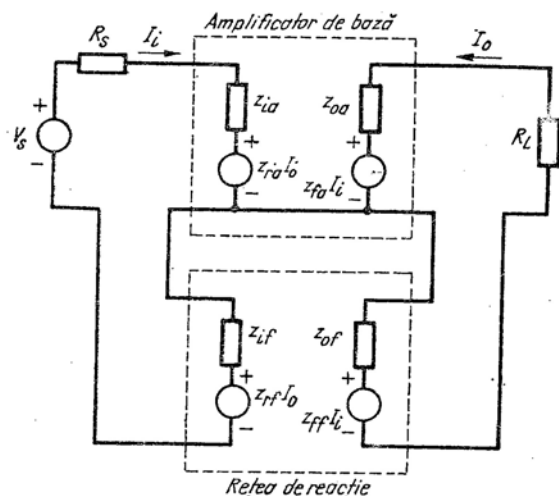 Amplificator de bază
R_s
I_i
I_o
z_ia
z_oa
+
+
+
V_s
-
z_ra I_o
z_fa I_i
-
-
R_L
z_if
z_of
+
+
z_rf I_o
z_ff I_i
-
-
Rețea de reacție